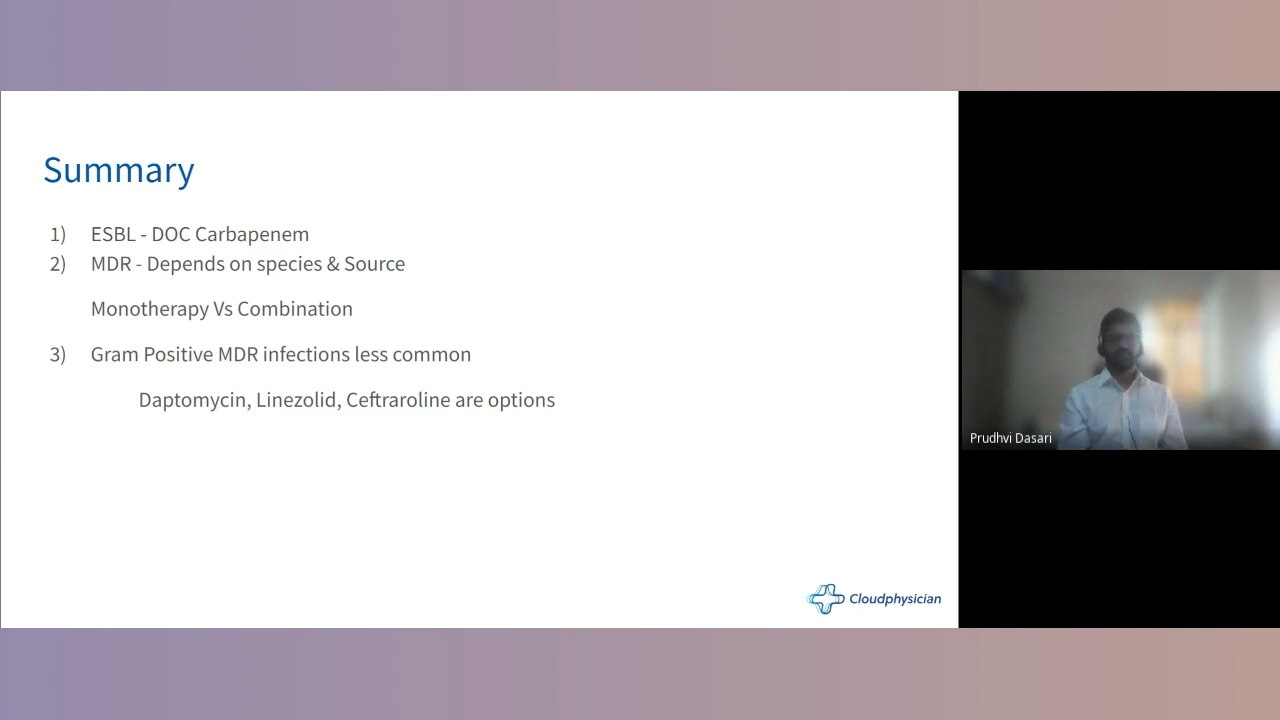 Summary
1) ESBL - DOC Carbapenem
2) MDR - Depends on species & Source
Monotherapy Vs Combination
3) Gram Positive MDR infections less common
Daptomycin, Linezolid, Ceftraroline are options
Prudhvi Dasari
Cloudphysician